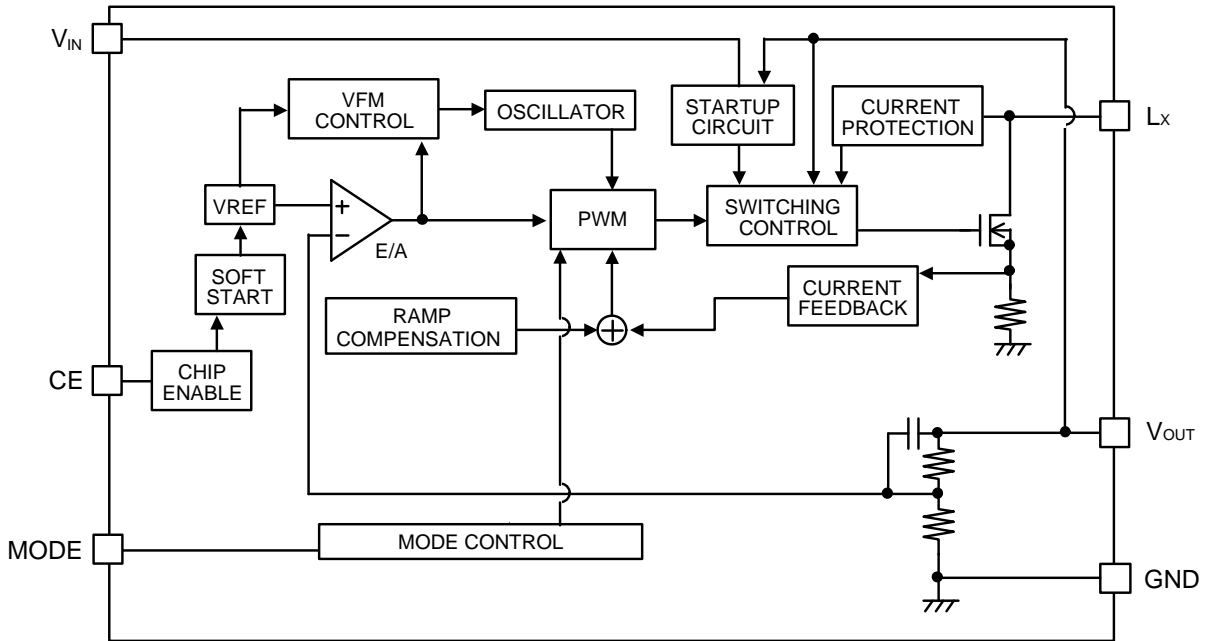 VIN
VFM
CONTROL
OSCILLATOR
STARTUP
CIRCUIT
CURRENT
PROTECTION
LX
VREF
+
−
E/A
PWM
SWITCHING
CONTROL
SOFT
START
RAMP
COMPENSATION
CURRENT
FEEDBACK
CE
CHIP
ENABLE
VOUT
MODE
MODE CONTROL
GND